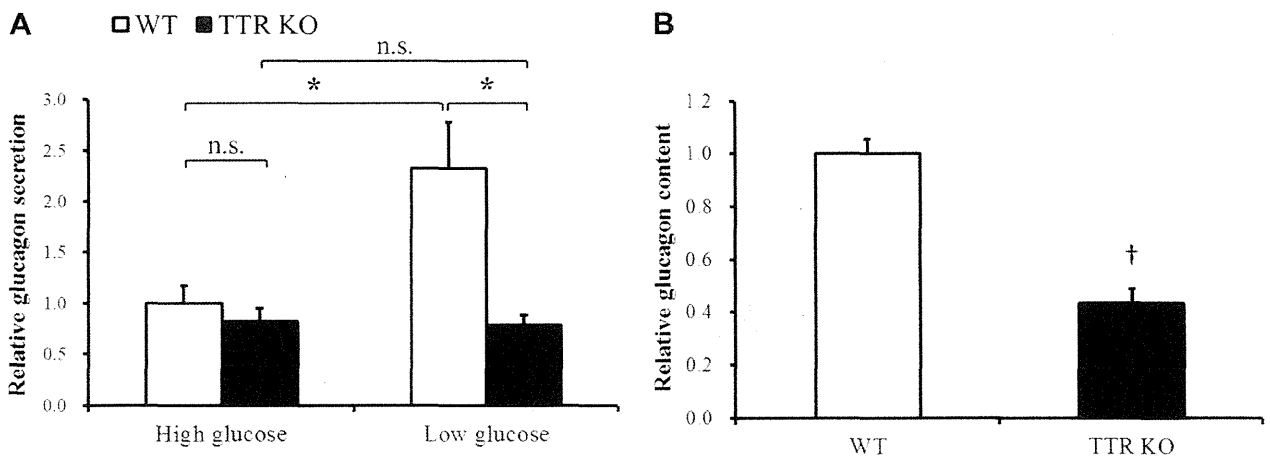 A
WT TTR KO
n.s.
* *
n.s.
Relative glucagon secretion
3.0
2.5
2.0
1.5
1.0
0.5
0.0
High glucose Low glucose
B
Relative glucagon content
1.2
1.0
0.8
0.6
0.4
0.2
0.0
†
WT TTR KO